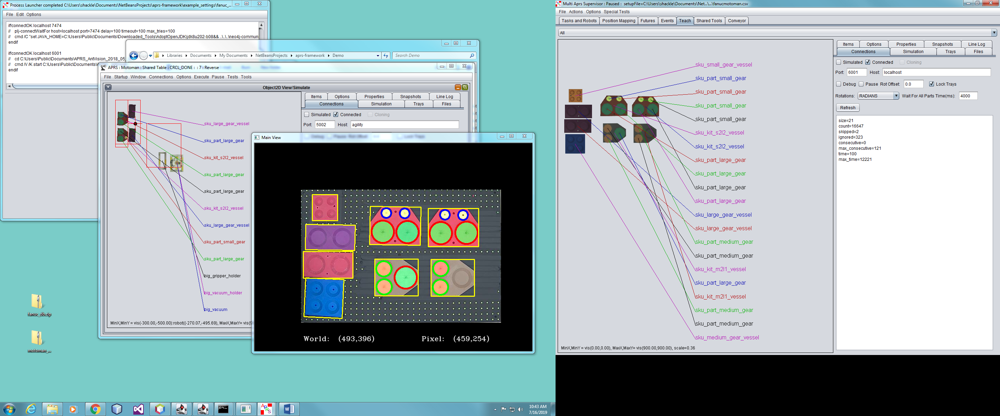 Process Launcher completed C:\Users\shackle\Documents\NetBeansProjects\aprs-framework\example_settings\fanuc_...
File Edit Options
if!connectOK localhost 7474
// plj-connectWaitFor host=localhost port=7474 delay=100 timeout=100 max_tries=100
// cmd /C "set JAVA_HOME=C:\Users\Public\Documents\Downloaded_Tools\AdoptOpenJDK\jdk8u202-b08&& ..\..\..\neo4j-commun
endif
if!connectOK localhost 6001
// cd C:\Users\Public\Documents\APRS_AntVision_2018_05_
// cmd /V /K start C:\Users\Public\Documents\
endif
Libraries Documents My Documents NetBeansProjects aprs-framework Demo
Search Demo
APRS : Motoman : Shared Table : CRCL_DONE : : 7 : Reverse
File Startup Window Connections Options Execute Pause Tests Tools
Object2D View/Simulate
Items Options Properties Snapshots Line Log
Connections Simulation Trays Files
Simulated Connected Cloning
Port: 5002 Host: agility
sku_large_gear_vessel
sku_part_large_gear
sku_kit_s2l2_vessel
sku_part_large_gear
sku_part_large_gear
sku_kit_s2l2_vessel
sku_large_gear_vessel
sku_part_small_gear
sku_part_large_gear
big_gripper_holder
big_vacuum_holder
big_vacuum
MinX,MinY = vis(-300.00,-500.00):robot((-270.07,-495.69), MaxX,MaxY= vis(9
Main View
World: (493,396)
Pixel: (459,254)
fanuc_db.zip
motoman_...
10:43 AM
7/16/2019
Multi Aprs Supervisor : Paused : setupFile=C:\Users\shackle\Documents\Net...\...\fanucmotoman.csv
File Actions Options Special Tests
Tasks and Robots Position Mapping Futures Events Teach Shared Tools Conveyor
All
sku_small_gear_vessel
sku_part_small_gear
sku_part_small_gear
sku_part_small_gear
sku_part_small_gear
sku_kit_s2l2_vessel
sku_kit_s2l2_vessel
sku_part_large_gear
sku_part_large_gear
sku_part_large_gear
sku_part_large_gear
sku_large_gear_vessel
sku_large_gear_vessel
sku_part_medium_gear
sku_part_medium_gear
sku_kit_m2l1_vessel
sku_part_large_gear
sku_kit_m2l1_vessel
sku_part_medium_gear
sku_part_medium_gear
sku_medium_gear_vessel
MinX,MinY = vis(0.00,0.00), MaxX,MaxY= vis(900.00,900.00), scale=0.36
Items Options Properties Snapshots Line Log
Connections Simulation Trays Files
Simulated Connected Cloning
Port: 6001 Host: localhost
Debug Pause Rot Offset: 0.0 Lock Trays
Rotations: RADIANS Wait For All Parts Time(ms): 4000
Refresh
size=21
count=16647
skipped=2
ignored=323
consecutive=0
max_consecutive=121
time=100
max_time=12221